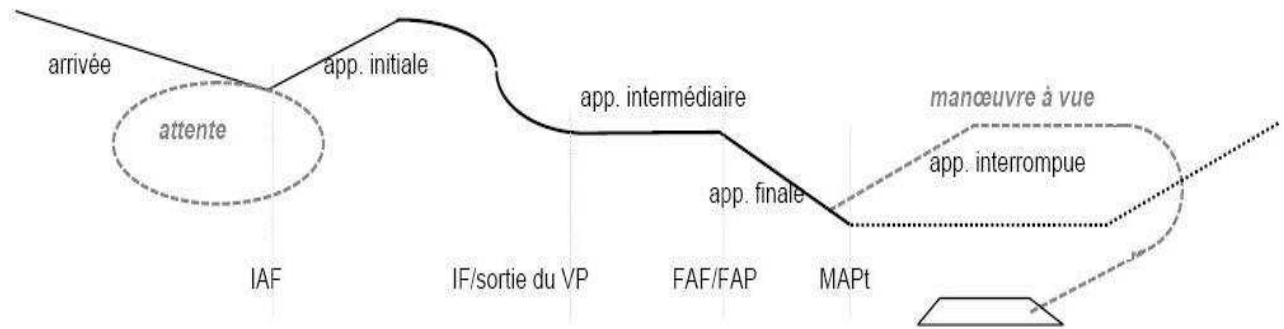 arrivée
app. initiale
attente
app. intermédiaire
manœuvre à vue
app. interrompue
app. finale
IAF
IF/sortie du VP
FAF/FAP
MAPt